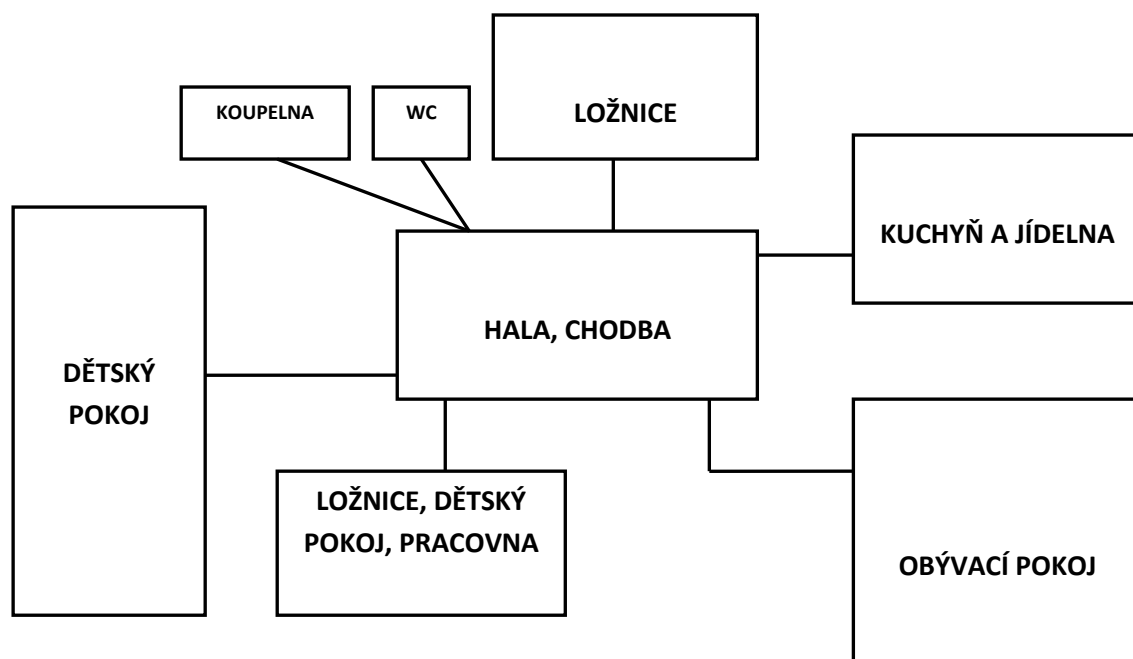 KOUPELNA
WC
LOŽNICE
KUCHYŇ A JÍDELNA
HALA, CHODBA
DĚTSKÝ
POKOJ
LOŽNICE, DĚTSKÝ
POKOJ, PRACOVNA
OBÝVACÍ POKOJ